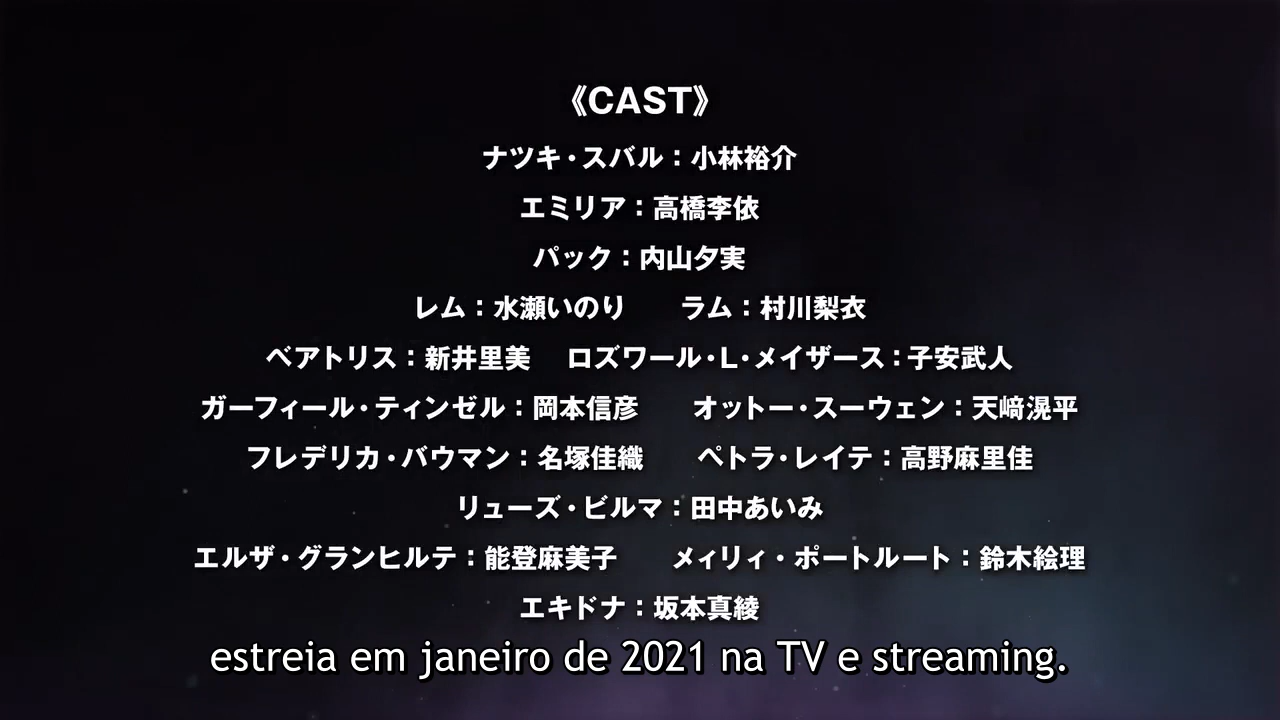 《CAST》
ナツキ・スバル：小林裕介
エミリア：高橋李依
パック：内山夕実
レム：水瀬いのり　　ラム：村川梨衣
ベアトリス：新井里美　ロズワール・L・メイザース：子安武人
ガーフィール・ティンゼル：岡本信彦　　オットー・スーウェン：天﨑滉平
フレデリカ・バウマン：名塚佳織　　ペトラ・レイテ：高野麻里佳
リューズ・ビルマ：田中あいみ
エルザ・グランヒルテ：能登麻美子　　メィリィ・ポートルート：鈴木絵理
エキドナ：坂本真綾
estreia em janeiro de 2021 na TV e streaming.